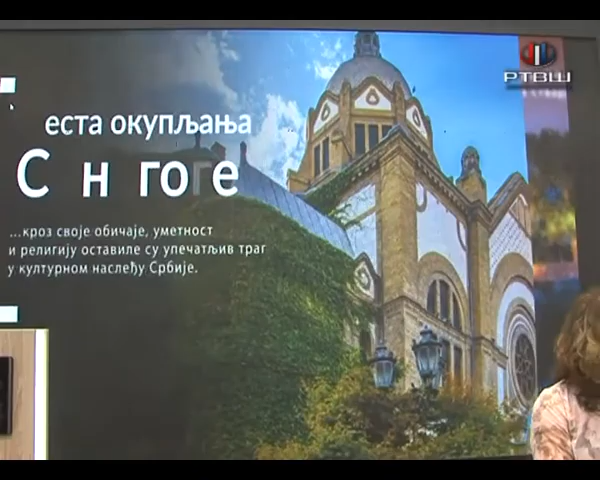 РТВШ
еста окупљања
С н гоге
...кроз своје обичаје, уметност
и религију оставиле су упечатљив траг
у културном наслеђу Србије.